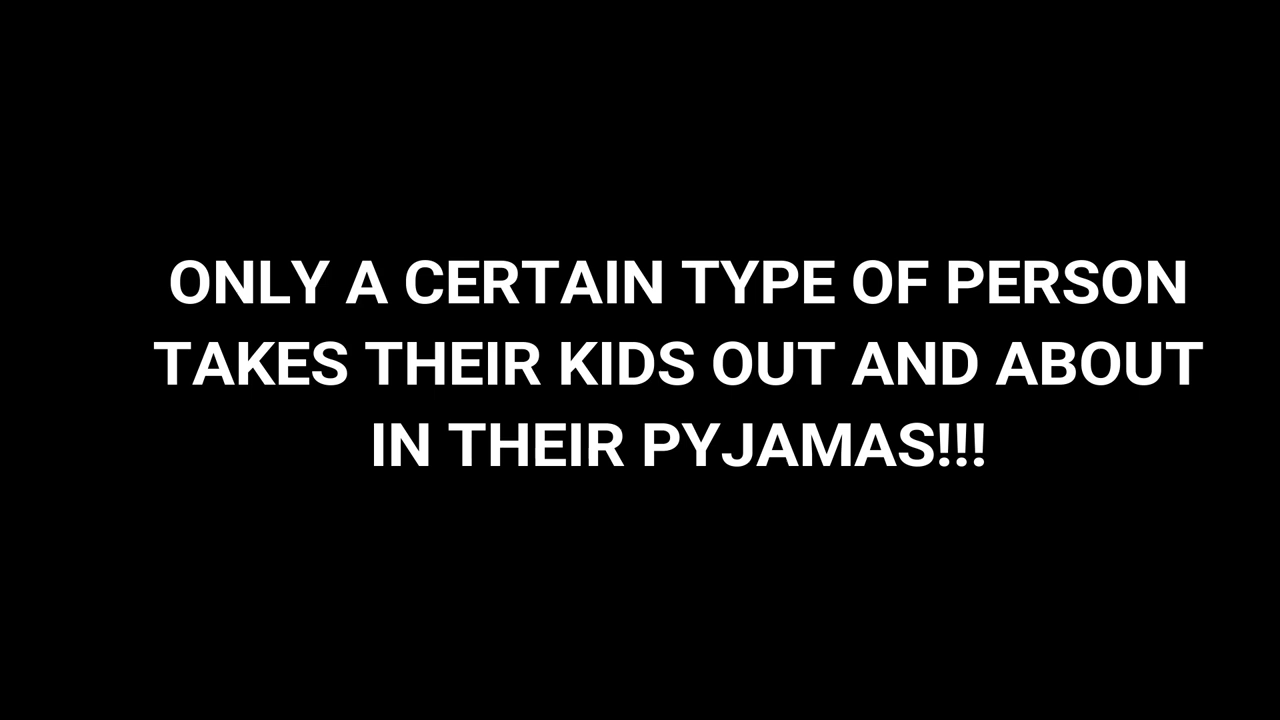 ONLY A CERTAIN TYPE OF PERSON
TAKES THEIR KIDS OUT AND ABOUT
IN THEIR PYJAMAS!!!